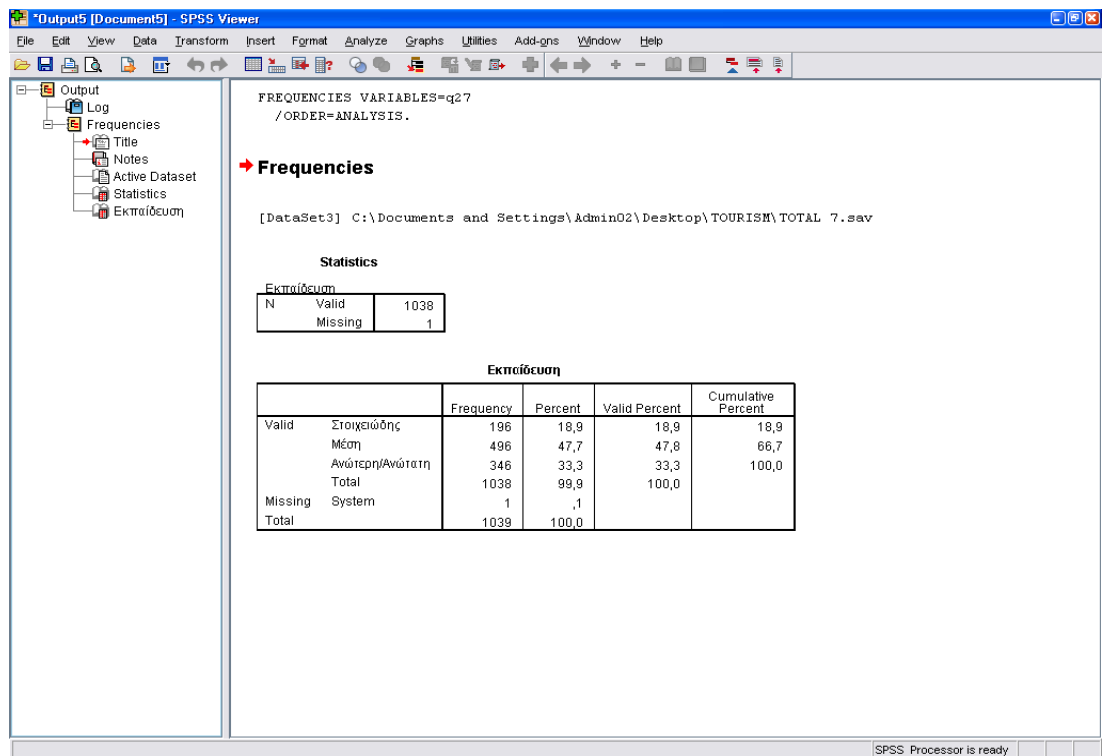 *Output5 [Document5] - SPSS Viewer
File Edit View Data Transform Insert Format Analyze Graphs Utilities Add-ons Window Help
Output
Log
Frequencies
Title
Notes
Active Dataset
Statistics
Εκπαίδευση
FREQUENCIES VARIABLES=q27
/ORDER=ANALYSIS.
Frequencies
[DataSet3] C:\Documents and Settings\Admin02\Desktop\TOURISM\TOTAL 7.sav
Statistics
Εκπαίδευση
N Valid 1038
Missing 1
Εκπαίδευση
Frequency Percent Valid Percent Cumulative Percent
Valid Στοιχειώδης 196 18,9 18,9 18,9
Μέση 496 47,7 47,8 66,7
Ανώτερη/Ανώτατη 346 33,3 33,3 100,0
Total 1038 99,9 100,0
Missing System 1 ,1
Total 1039 100,0
SPSS Processor is ready